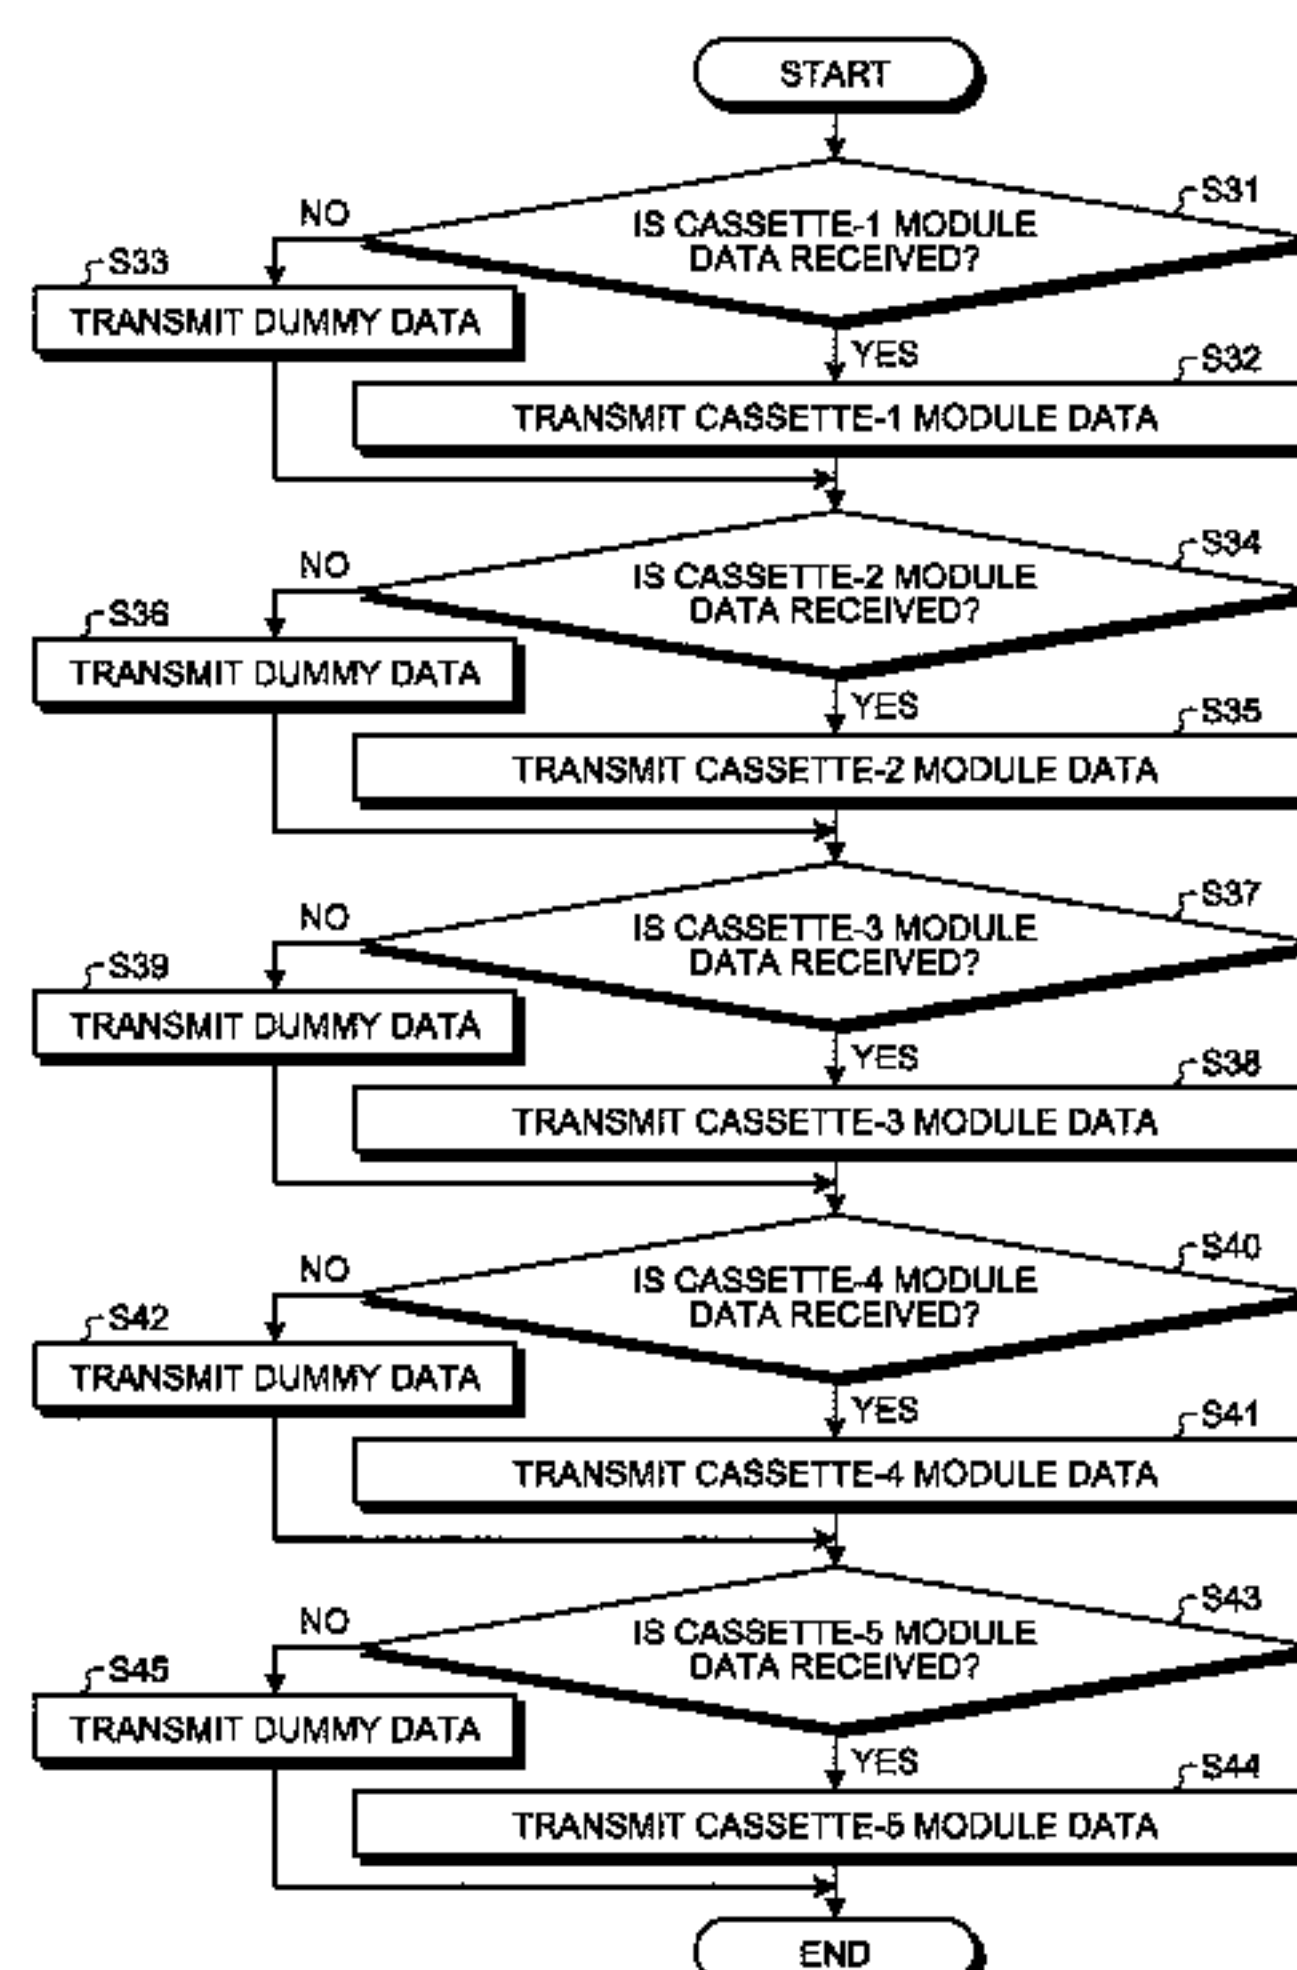 START
S31
NO
IS CASSETTE-1 MODULE
DATA RECEIVED?
S33
TRANSMIT DUMMY DATA
YES
S32
TRANSMIT CASSETTE-1 MODULE DATA
S34
NO
IS CASSETTE-2 MODULE
DATA RECEIVED?
S36
TRANSMIT DUMMY DATA
YES
S35
TRANSMIT CASSETTE-2 MODULE DATA
S37
NO
IS CASSETTE-3 MODULE
DATA RECEIVED?
S39
TRANSMIT DUMMY DATA
YES
S38
TRANSMIT CASSETTE-3 MODULE DATA
S40
NO
IS CASSETTE-4 MODULE
DATA RECEIVED?
S42
TRANSMIT DUMMY DATA
YES
S41
TRANSMIT CASSETTE-4 MODULE DATA
S43
NO
IS CASSETTE-5 MODULE
DATA RECEIVED?
S45
TRANSMIT DUMMY DATA
YES
S44
TRANSMIT CASSETTE-5 MODULE DATA
END